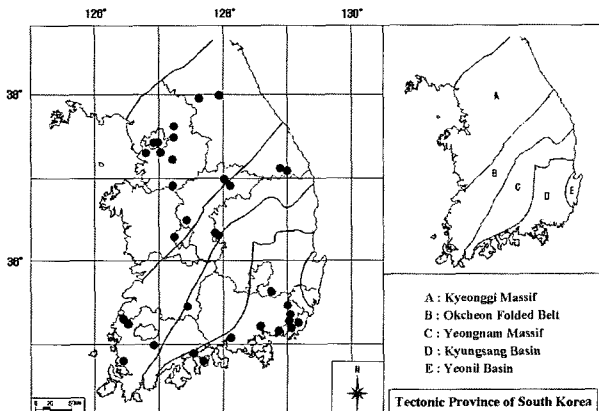 126° 128° 130°
38°
36°
A
B
C
D
E
A : Kyeonggi Massif
B : Okcheon Folded Belt
C : Yeongnam Massif
D : Kyungsang Basin
E : Yeonil Basin
N
0
Tectonic Province of South Korea